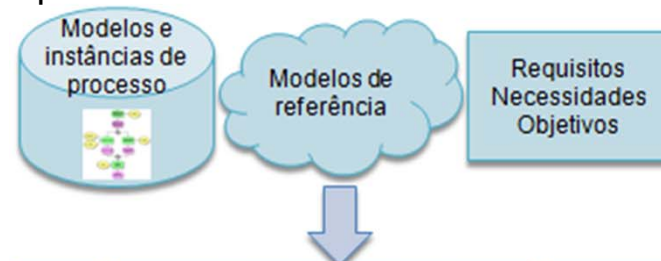 Modelos e
instâncias de
processo
Modelos de
referência
Requisitos
Necessidades
Objetivos